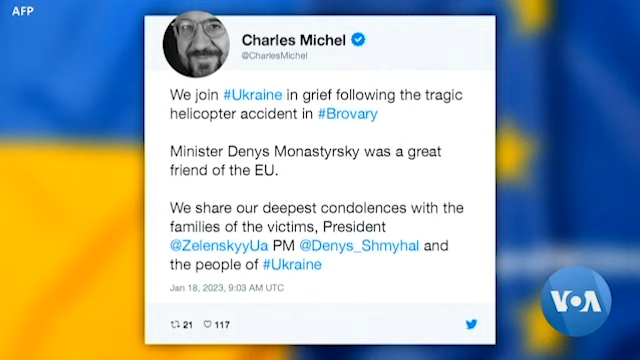 AFP
Charles Michel
@CharlesMichel
We join #Ukraine in grief following the tragic
helicopter accident in #Brovary
Minister Denys Monastyrsky was a great
friend of the EU.
We share our deepest condolences with the
families of the victims, President
@ZelenskyyUa PM @Denys_Shmyhal and
the people of #Ukraine
Jan 18, 2023, 9:03 AM UTC
21 117
VOA